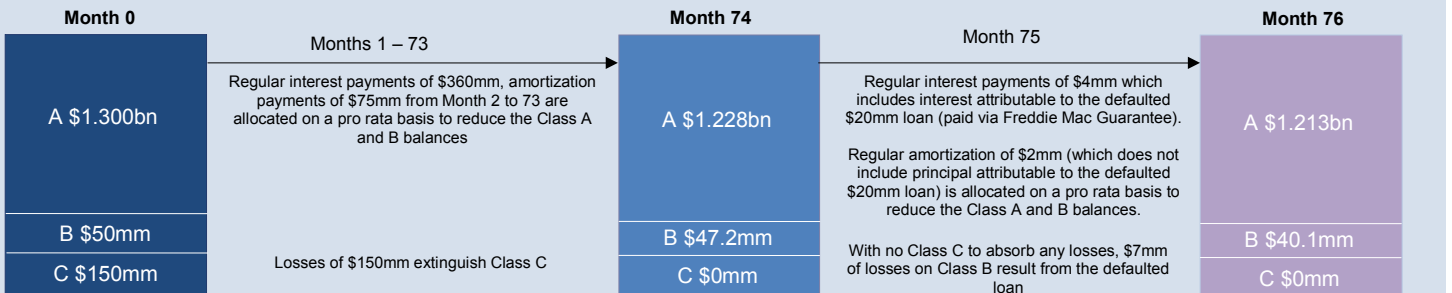 Month 0
Month 74
Month 76
Months 1 – 73
Month 75
A $1.300bn
B $50mm
C $150mm
Regular interest payments of $360mm, amortization
payments of $75mm from Month 2 to 73 are
allocated on a pro rata basis to reduce the Class A
and B balances
Losses of $150mm extinguish Class C
A $1.228bn
B $47.2mm
C $0mm
Regular interest payments of $4mm which
includes interest attributable to the defaulted
$20mm loan (paid via Freddie Mac Guarantee).
Regular amortization of $2mm (which does not
include principal attributable to the defaulted
$20mm loan) is allocated on a pro rata basis to
reduce the Class A and B balances.
With no Class C to absorb any losses, $7mm
of losses on Class B result from the defaulted
loan
A $1.213bn
B $40.1mm
C $0mm